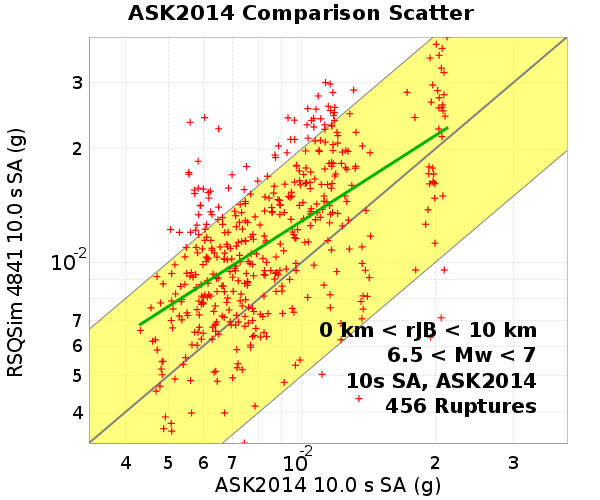 ASK2014 Comparison Scatter
RSQSim 4841 10.0 s SA (g)
3
2
10-2
7
6
5
4
0 km < rJB < 10 km
6.5 < Mw < 7
10s SA, ASK2014
456 Ruptures
4 5 6 7 10-2 2 3
ASK2014 10.0 s SA (g)